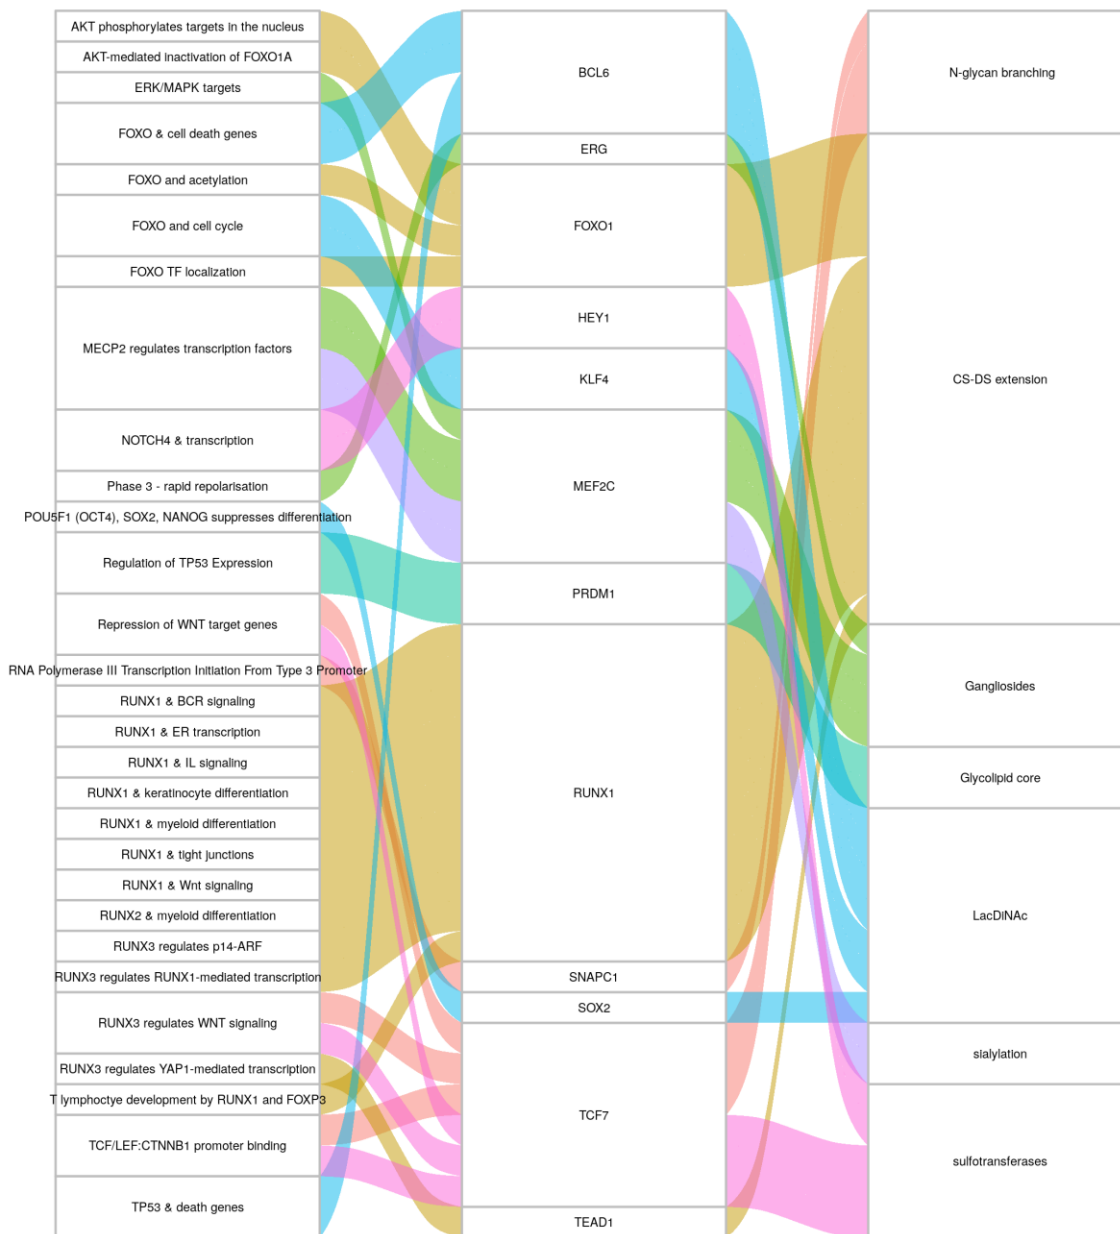 AKT phosphorylates targets in the nucleus
AKT-mediated inactivation of FOXO1A
ERK/MAPK targets
FOXO & cell death genes
FOXO and acetylation
FOXO and cell cycle
FOXO TF localization
MECP2 regulates transcription factors
NOTCH4 & transcription
Phase 3 - rapid repolarisation
POU5F1 (OCT4), SOX2, NANOG suppresses differentiation
Regulation of TP53 Expression
Repression of WNT target genes
RNA Polymerase III Transcription Initiation From Type 3 Promoter
RUNX1 & BCR signaling
RUNX1 & ER transcription
RUNX1 & IL signaling
RUNX1 & keratinocyte differentiation
RUNX1 & myeloid differentiation
RUNX1 & tight junctions
RUNX1 & Wnt signaling
RUNX2 & myeloid differentiation
RUNX3 regulates p14-ARF
RUNX3 regulates RUNX1-mediated transcription
RUNX3 regulates WNT signaling
RUNX3 regulates YAP1-mediated transcription
T lymphoctye development by RUNX1 and FOXP3
TCF/LEF:CTNNB1 promoter binding
TP53 & death genes
BCL6
ERG
FOXO1
HEY1
KLF4
MEF2C
PRDM1
RUNX1
SNAPC1
SOX2
TCF7
TEAD1
N-glycan branching
CS-DS extension
Gangliosides
Glycolipid core
LacDiNAc
sialylation
sulfotransferases